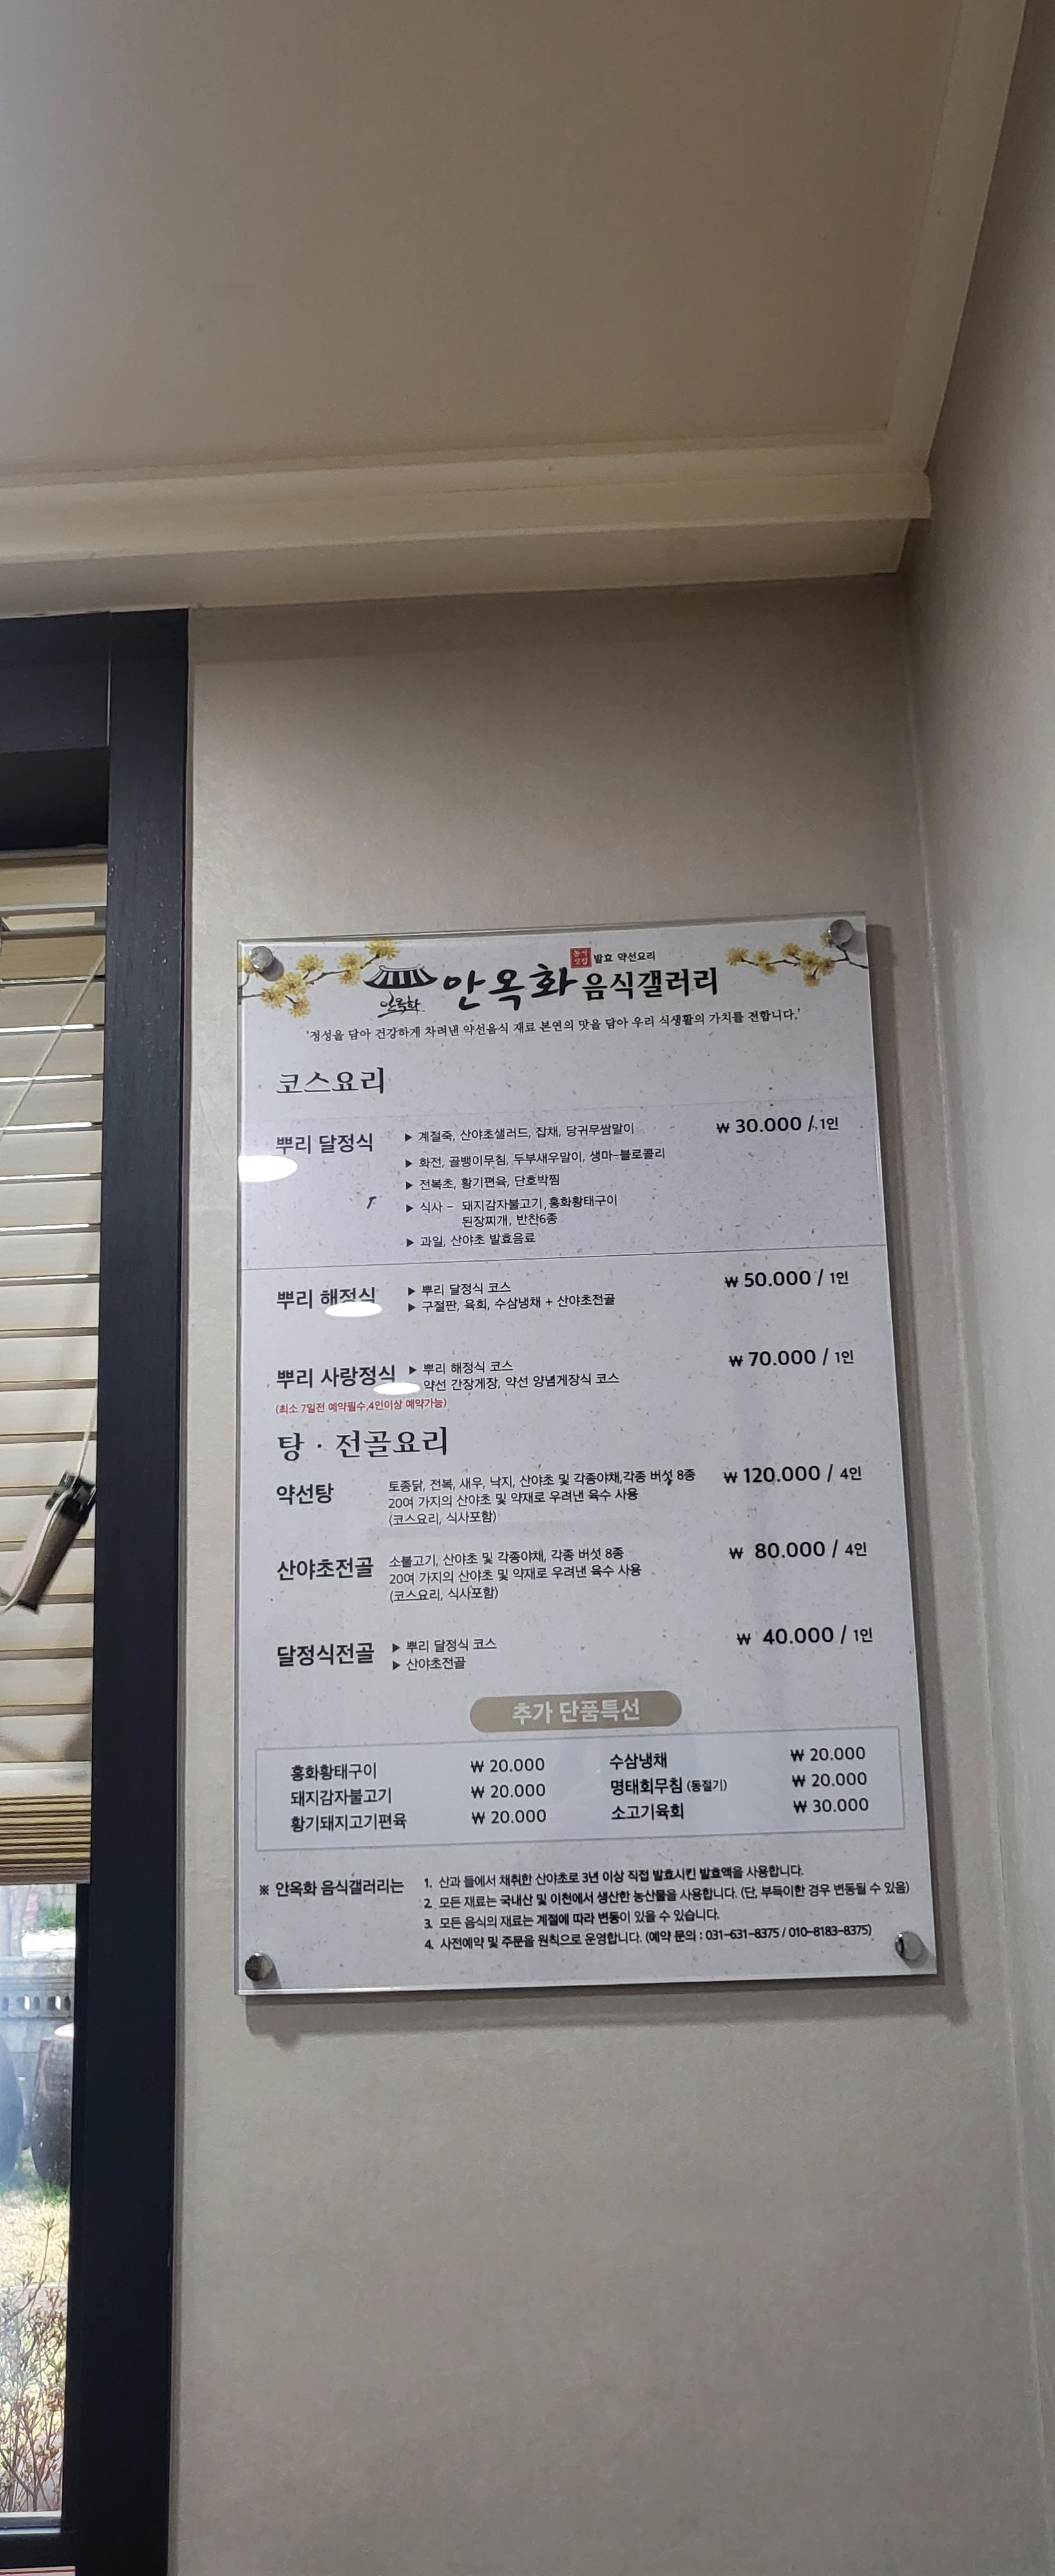 농가
맛집
발효 약선요리
안옥화
안옥화 음식갤러리
'정성을 담아 건강하게 차려낸 약선음식 재료 본연의 맛을 담아 우리 식생활의 가치를 전합니다.'
코스요리
뿌리 달정식 ▶ 계절죽, 산야초샐러드, 잡채, 당귀무쌈말이 ₩ 30.000 / 1인
▶ 화전, 골뱅이무침, 두부새우말이, 생마-블로콜리
▶ 전복초, 황기편육, 단호박찜
▶ 식사 - 돼지감자불고기, 홍화황태구이
된장찌개, 반찬6종
▶ 과일, 산야초 발효음료
뿌리 해정식 ▶ 뿌리 달정식 코스 ₩ 50.000 / 1인
▶ 구절판, 육회, 수삼냉채 + 산야초전골
뿌리 사랑정식 ▶ 뿌리 해정식 코스 ₩ 70.000 / 1인
약선 간장게장, 약선 양념게장식 코스
(최소 7일전 예약필수,4인이상 예약가능)
탕 · 전골요리
약선탕 토종닭, 전복, 새우, 낙지, 산야초 및 각종야채,각종 버섯 8종 ₩ 120.000 / 4인
20여 가지의 산야초 및 약재로 우려낸 육수 사용
(코스요리, 식사포함)
산야초전골 소불고기, 산야초 및 각종야채, 각종 버섯 8종 ₩ 80.000 / 4인
20여 가지의 산야초 및 약재로 우려낸 육수 사용
(코스요리, 식사포함)
달정식전골 ▶ 뿌리 달정식 코스 ₩ 40.000 / 1인
▶ 산야초전골
추가 단품특선
홍화황태구이 ₩ 20.000 수삼냉채 ₩ 20.000
돼지감자불고기 ₩ 20.000 명태회무침 (동절기) ₩ 20.000
황기돼지고기편육 ₩ 20.000 소고기육회 ₩ 30.000
※ 안옥화 음식갤러리는 1. 산과 들에서 채취한 산야초로 3년 이상 직접 발효시킨 발효액을 사용합니다.
2. 모든 재료는 국내산 및 이천에서 생산한 농산물을 사용합니다. (단, 부득이한 경우 변동될 수 있음)
3. 모든 음식의 재료는 계절에 따라 변동이 있을 수 있습니다.
4. 사전예약 및 주문을 원칙으로 운영합니다. (예약 문의 : 031-631-8375 / 010-8183-8375)